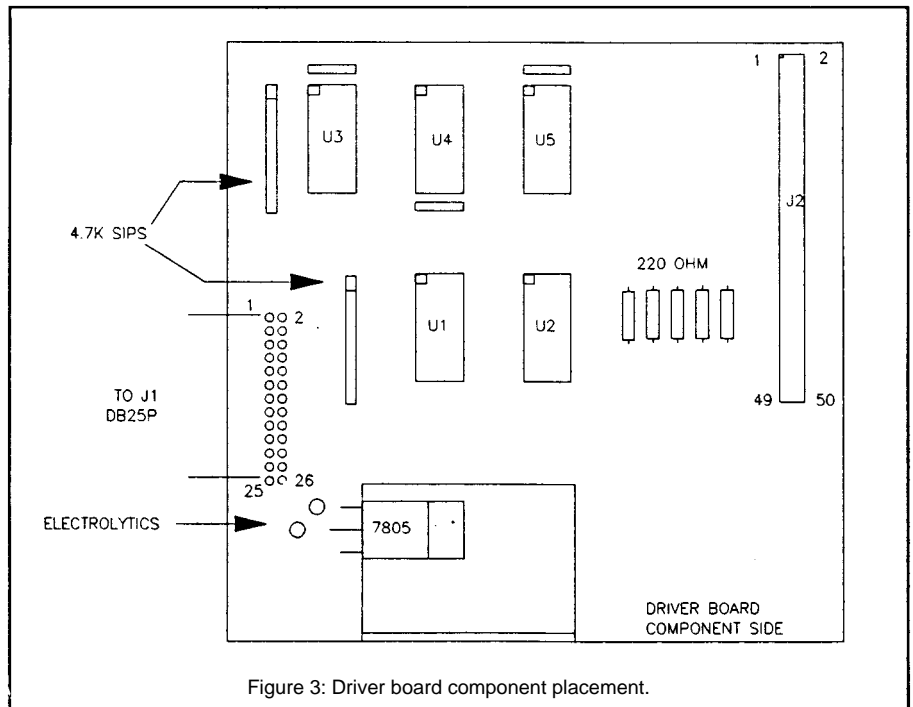 1 2
U3 U4 U5
J2
4.7K SIPS
220 OHM
1 2
U1 U2
TO J1
DB25P
49 50
25 26
ELECTROLYTICS
7805
DRIVER BOARD
COMPONENT SIDE
Figure 3: Driver board component placement.